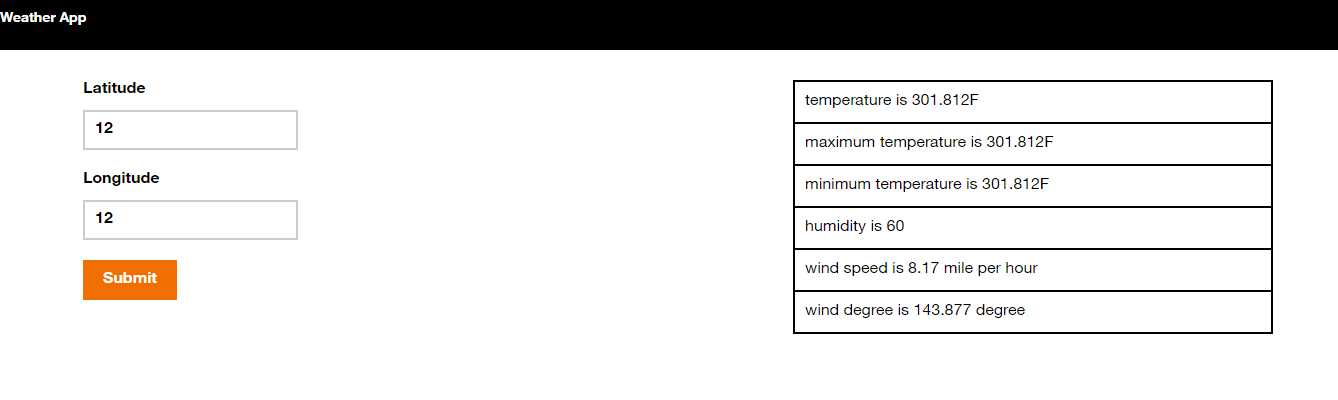 Weather App
Latitude
12
Longitude
12
Submit
temperature is 301.812F
maximum temperature is 301.812F
minimum temperature is 301.812F
humidity is 60
wind speed is 8.17 mile per hour
wind degree is 143.877 degree